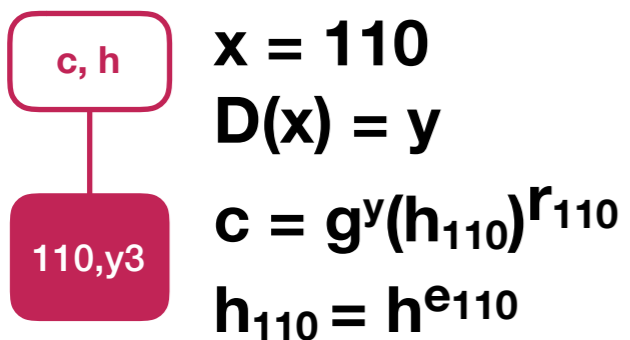 c, h
110,y3
x = 110
D(x) = y
c = gʸ(h₁₁₀)ʳ¹¹⁰
h₁₁₀ = hᵉ¹¹⁰